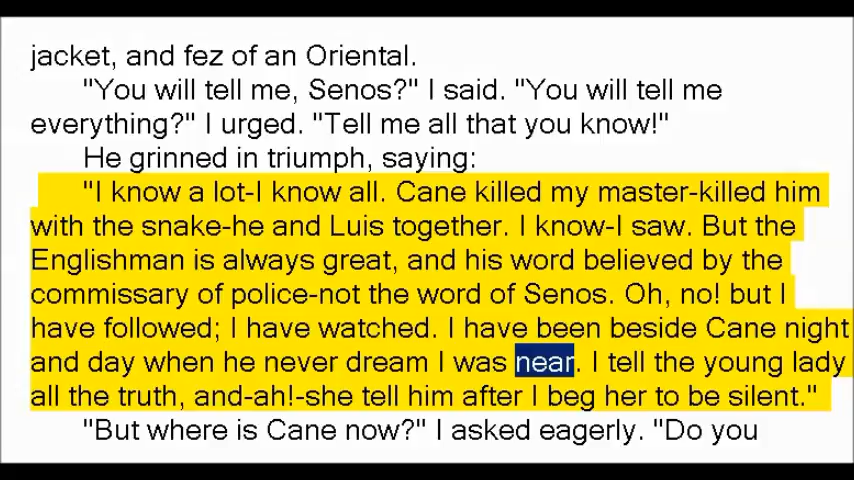 jacket, and fez of an Oriental.
"You will tell me, Senos?" I said. "You will tell me
everything?" I urged. "Tell me all that you know!"
He grinned in triumph, saying:
"I know a lot-I know all. Cane killed my master-killed him
with the snake-he and Luis together. I know-I saw. But the
Englishman is always great, and his word believed by the
commissary of police-not the word of Senos. Oh, no! but I
have followed; I have watched. I have been beside Cane night
and day when he never dream I was near. I tell the young lady
all the truth, and-ah!-she tell him after I beg her to be silent."
"But where is Cane now?" I asked eagerly. "Do you